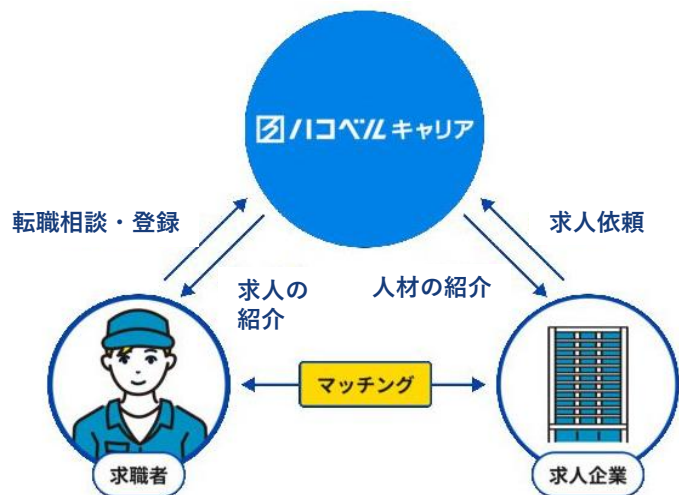 ハコベル キャリア
転職相談・登録
求人依頼
求人の
紹介
人材の紹介
マッチング
求職者
求人企業